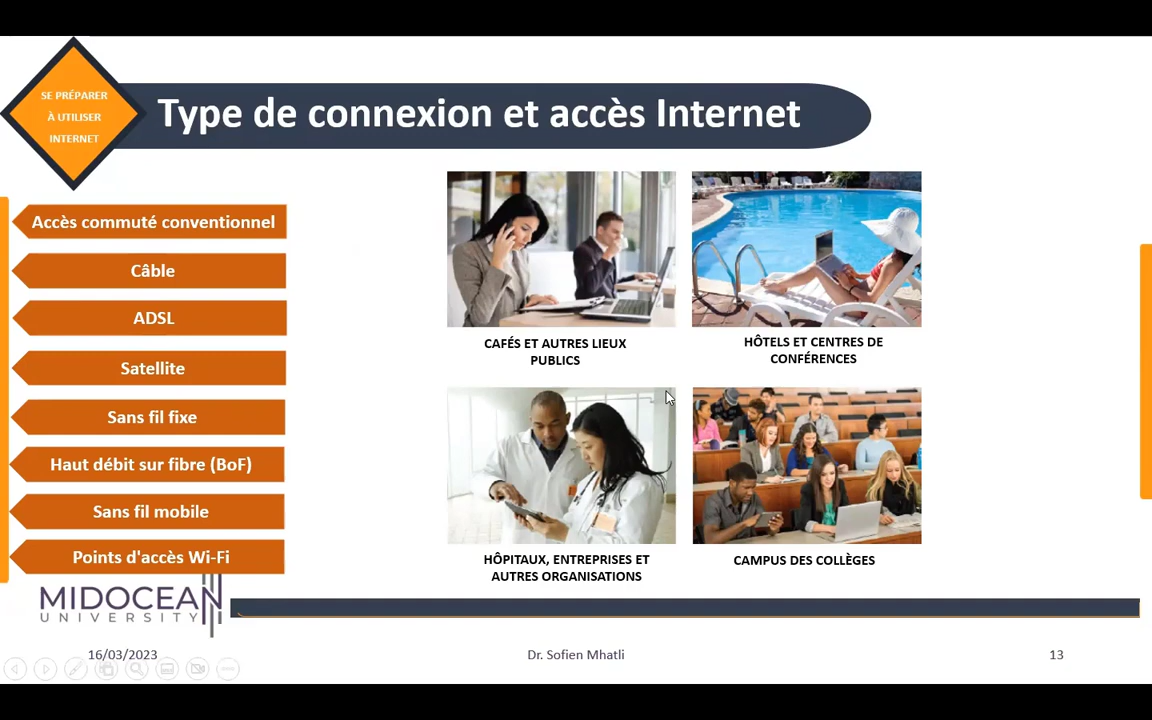 SE PRÉPARER
À UTILISER
INTERNET
Type de connexion et accès Internet
Accès commuté conventionnel
Câble
ADSL
Satellite
Sans fil fixe
Haut débit sur fibre (BoF)
Sans fil mobile
Points d'accès Wi-Fi
CAFÉS ET AUTRES LIEUX
PUBLICS
HÔTELS ET CENTRES DE
CONFÉRENCES
HÔPITAUX, ENTREPRISES ET
AUTRES ORGANISATIONS
CAMPUS DES COLLÈGES
MIDOCEAN
UNIVERSITY
16/03/2023
Dr. Sofien Mhatli
13